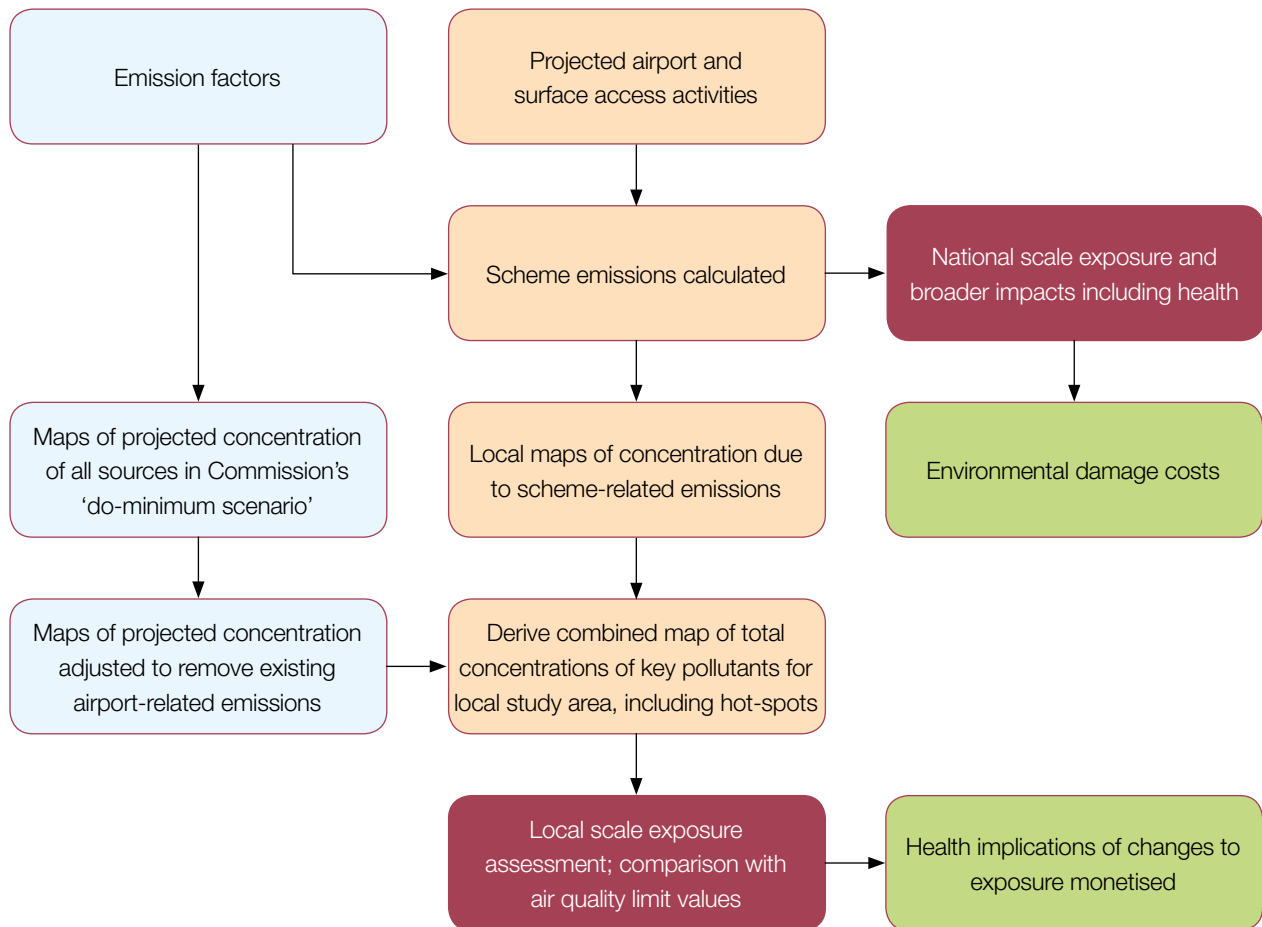 Emission factors
Projected airport and
surface access activities
Scheme emissions calculated
National scale exposure and
broader impacts including health
Maps of projected concentration
of all sources in Commission’s
‘do-minimum scenario’
Local maps of concentration due
to scheme-related emissions
Environmental damage costs
Maps of projected concentration
adjusted to remove existing
airport-related emissions
Derive combined map of total
concentrations of key pollutants for
local study area, including hot-spots
Local scale exposure
assessment; comparison with
air quality limit values
Health implications of changes to
exposure monetised